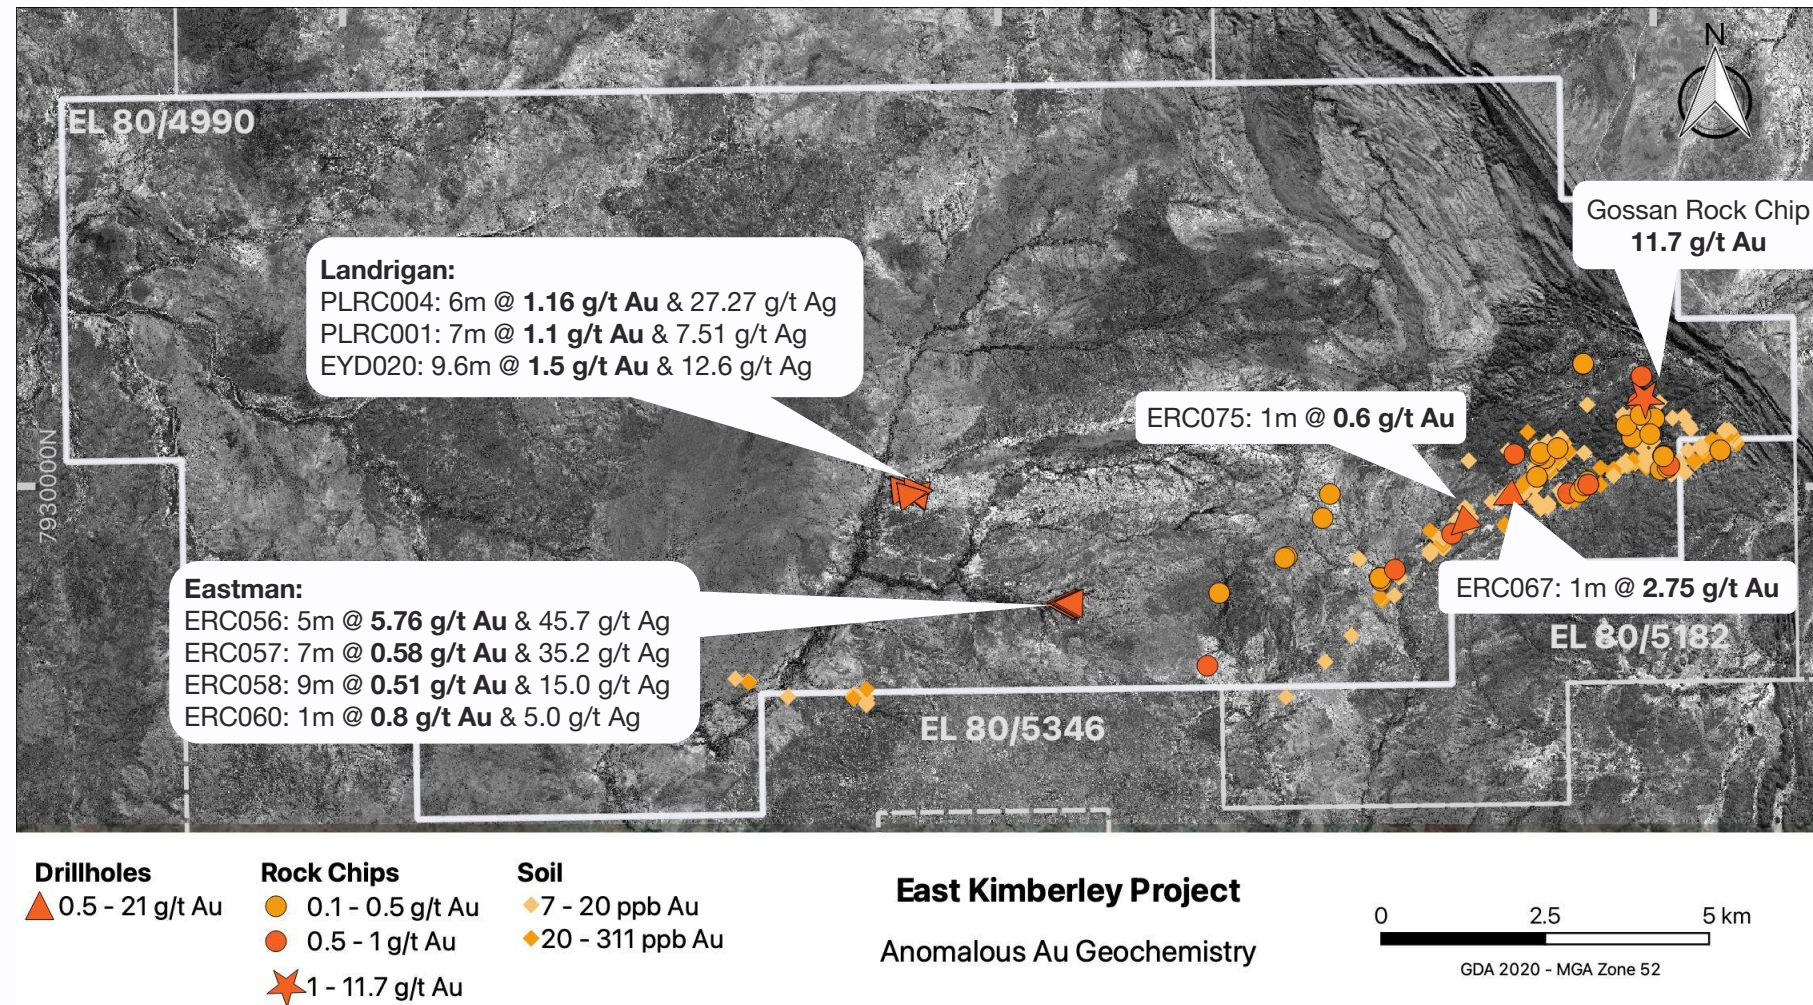 N
EL 80/4990
Gossan Rock Chip
11.7 g/t Au
Landrigan:
PLRC004: 6m @ 1.16 g/t Au & 27.27 g/t Ag
PLRC001: 7m @ 1.1 g/t Au & 7.51 g/t Ag
EYD020: 9.6m @ 1.5 g/t Au & 12.6 g/t Ag
ERC075: 1m @ 0.6 g/t Au
7930000N
Eastman:
ERC056: 5m @ 5.76 g/t Au & 45.7 g/t Ag
ERC057: 7m @ 0.58 g/t Au & 35.2 g/t Ag
ERC058: 9m @ 0.51 g/t Au & 15.0 g/t Ag
ERC060: 1m @ 0.8 g/t Au & 5.0 g/t Ag
ERC067: 1m @ 2.75 g/t Au
EL 80/5182
EL 80/5346
Drillholes
0.5 - 21 g/t Au
Rock Chips
0.1 - 0.5 g/t Au
0.5 - 1 g/t Au
1 - 11.7 g/t Au
Soil
7 - 20 ppb Au
20 - 311 ppb Au
East Kimberley Project
Anomalous Au Geochemistry
0 2.5 5 km
GDA 2020 - MGA Zone 52